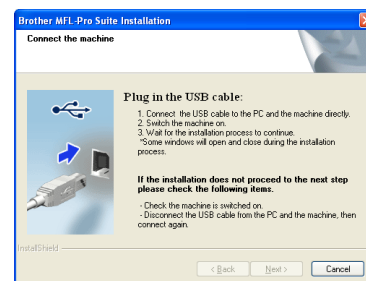 Brother MFL-Pro Suite Installation
Connect the machine
Plug in the USB cable:
1. Connect the USB cable to the PC and the machine directly.
2. Switch the machine on.
3. Wait for the installation process to continue.
*Some windows will open and close during the installation
process.
If the installation does not proceed to the next step
please check the following items.
- Check the machine is switched on.
- Disconnect the USB cable from the PC and the machine, then
connect again.
InstallShield
< Back
Next >
Cancel